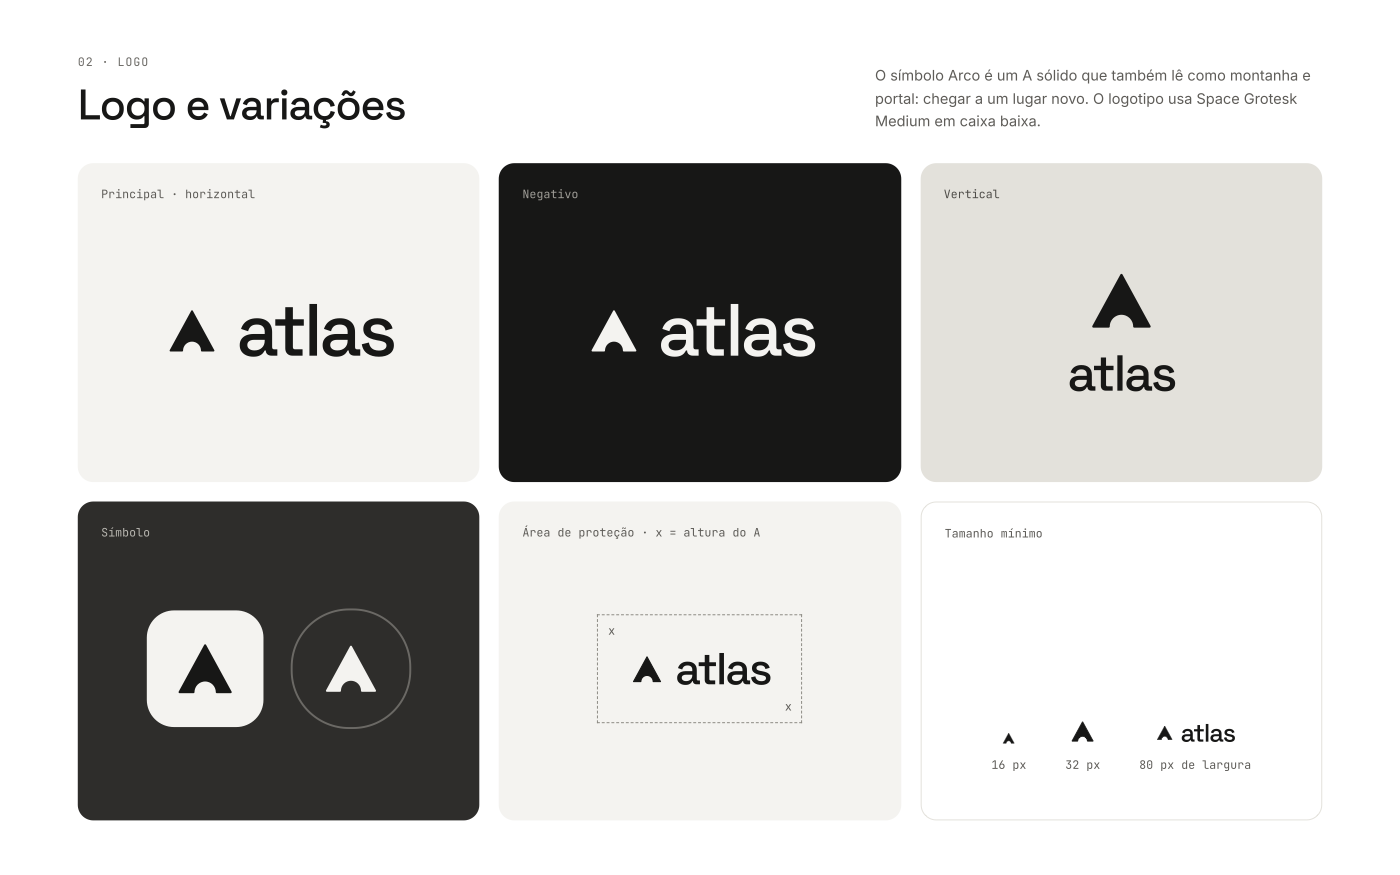 02 · LOGO
Logo e variações
O símbolo Arco é um A sólido que também lê como montanha e
portal: chegar a um lugar novo. O logotipo usa Space Grotesk
Medium em caixa baixa.
Principal · horizontal
atlas
Negativo
atlas
Vertical
atlas
Símbolo
Área de proteção · x = altura do A
x
atlas
x
Tamanho mínimo
atlas
16 px
32 px
80 px de largura